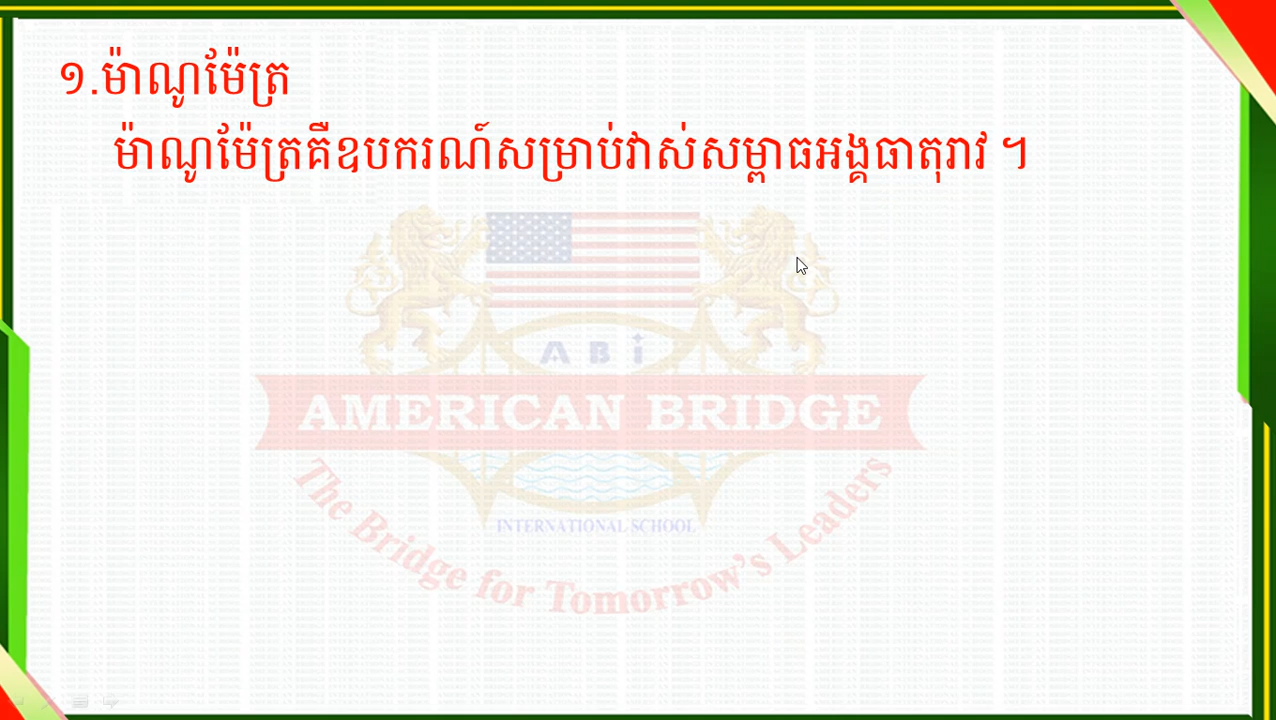 ១.ម៉ាណូម៉ែត្រ
ម៉ាណូម៉ែត្រគឺឧបករណ៍សម្រាប់វាស់សម្ពាធអង្គធាតុរាវ ។
ABi
AMERICAN BRIDGE
INTERNATIONAL SCHOOL
The Bridge for Tomorrow's Leaders